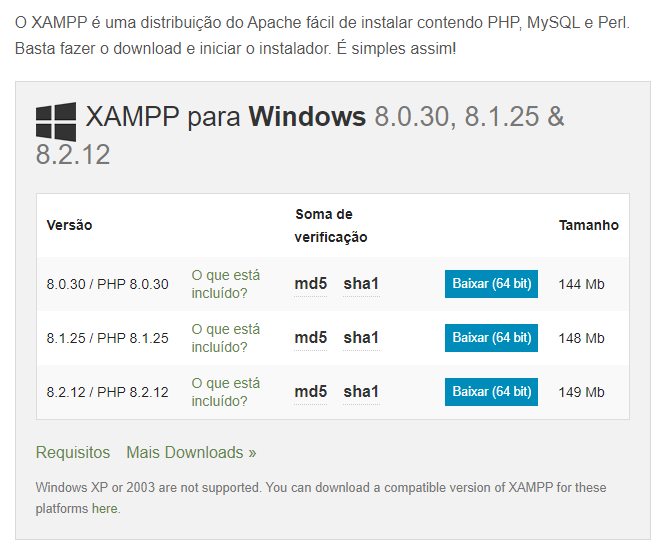 O XAMPP é uma distribuição do Apache fácil de instalar contendo PHP, MySQL e Perl.
Basta fazer o download e iniciar o instalador. É simples assim!
XAMPP para Windows 8.0.30, 8.1.25 &
8.2.12
Versão
Soma de
verificação
Tamanho
8.0.30 / PHP 8.0.30
O que está
incluído?
md5 sha1
Baixar (64 bit)
144 Mb
8.1.25 / PHP 8.1.25
O que está
incluído?
md5 sha1
Baixar (64 bit)
148 Mb
8.2.12 / PHP 8.2.12
O que está
incluído?
md5 sha1
Baixar (64 bit)
149 Mb
Requisitos Mais Downloads »
Windows XP or 2003 are not supported. You can download a compatible version of XAMPP for these
platforms here.